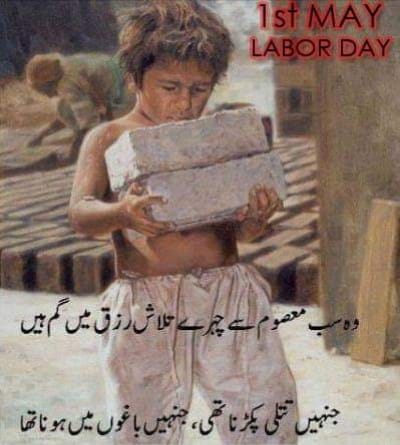 1st MAY
LABOR DAY
وہ سب معصوم سے چہرے تلاش رزق میں گم ہیں
جنہیں تتلی پکڑنا تھی، جنہیں باغوں میں ہونا تھا